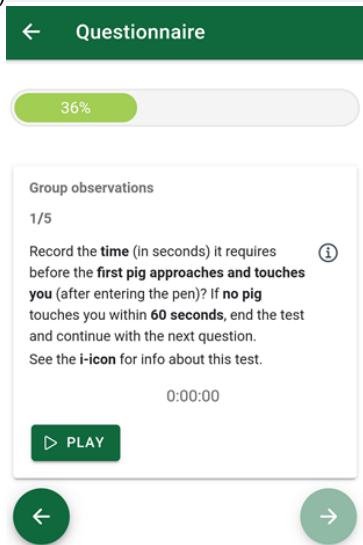 Questionnaire
36%
Group observations
1/5
Record the time (in seconds) it requires
before the first pig approaches and touches
you (after entering the pen)? If no pig
touches you within 60 seconds, end the test
and continue with the next question.
See the i-icon for info about this test.
0:00:00
PLAY